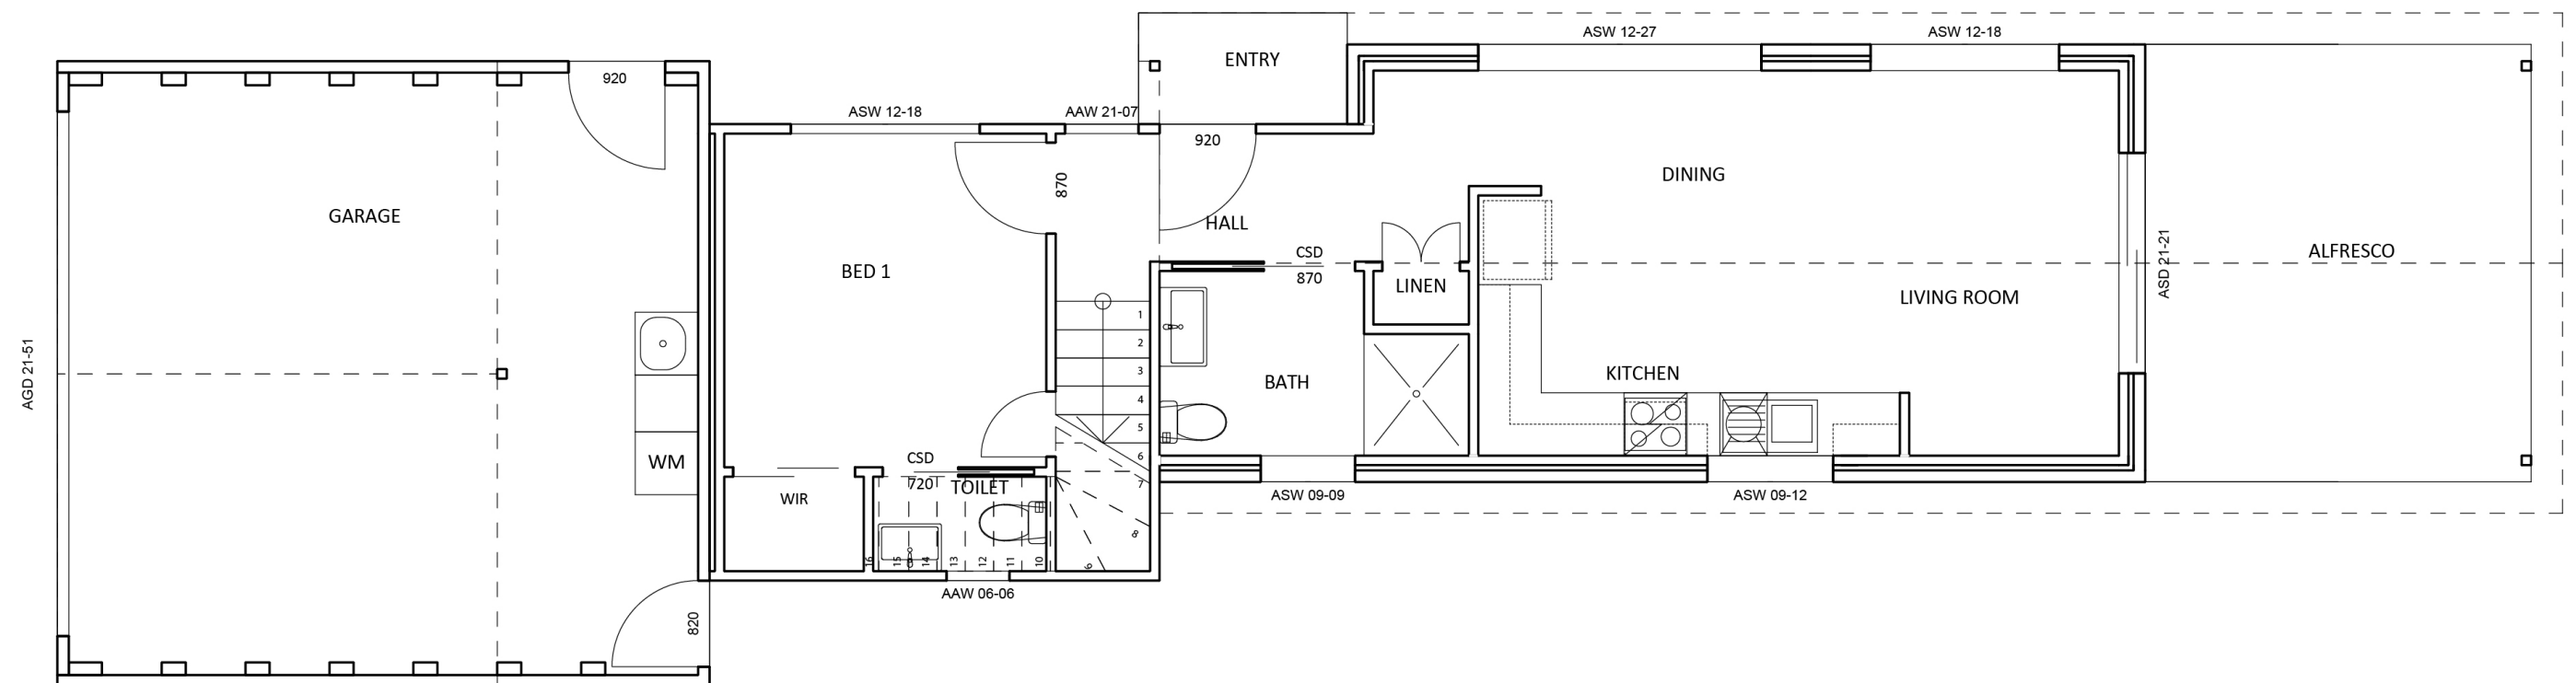 ASW 12-27
ASW 12-18
ENTRY
920
ASW 12-18
AAW 21-07
920
DINING
870
GARAGE
HALL
CSD
870
LINEN
ASD 21-21
ALFRESCO
BED 1
LIVING ROOM
1
2
3
4
5
6
7
8
9
10
11
12
13
14
15
16
AGD 21-51
BATH
KITCHEN
WM
CSD
720
TOILET
WIR
ASW 09-09
ASW 09-12
AAW 06-06
820